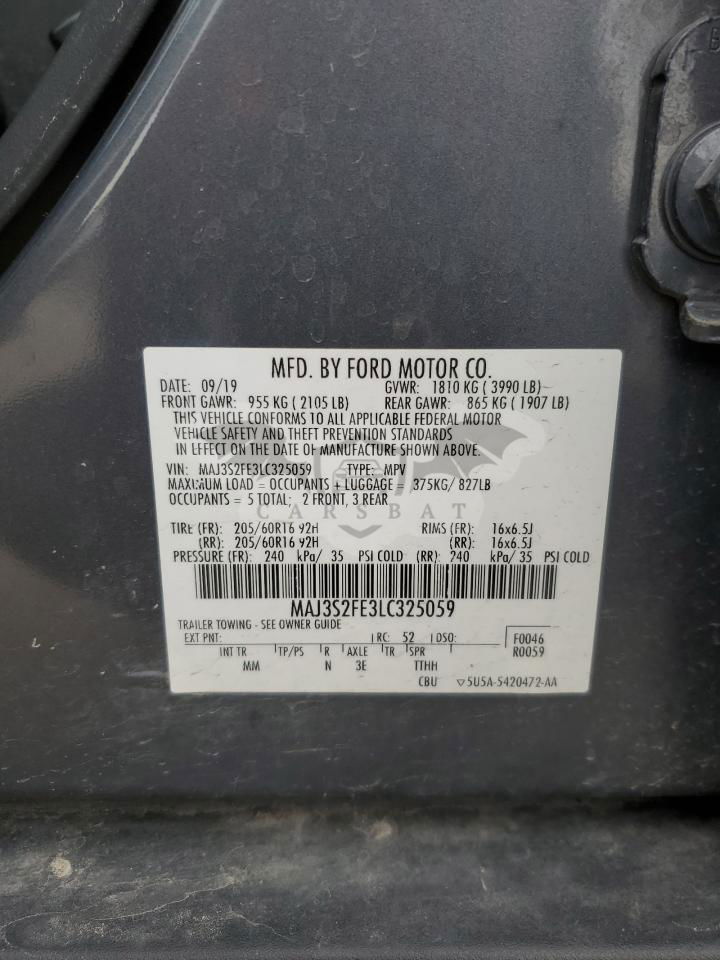 MFD. BY FORD MOTOR CO.
DATE: 09/19 GVWR: 1810 KG ( 3990 LB)
FRONT GAWR: 955 KG ( 2105 LB) REAR GAWR: 865 KG ( 1907 LB)
THIS VEHICLE CONFORMS TO ALL APPLICABLE FEDERAL MOTOR
VEHICLE SAFETY AND THEFT PREVENTION STANDARDS
IN EFFECT ON THE DATE OF MANUFACTURE SHOWN ABOVE.
VIN: MAJ3S2FE3LC325059 TYPE: MPV
MAXIMUM LOAD = OCCUPANTS + LUGGAGE = 375KG/ 827LB
OCCUPANTS = 5 TOTAL; 2 FRONT, 3 REAR
CARSBAT
TIRE (FR): 205/60R16 92H RIMS (FR): 16x6.5J
(RR): 205/60R16 92H (RR): 16x6.5J
PRESSURE (FR): 240 kPa/ 35 PSI COLD (RR): 240 kPa/ 35 PSI COLD
MAJ3S2FE3LC325059
TRAILER TOWING - SEE OWNER GUIDE
EXT PNT: RC: 52 DSO: F0046
INT TR TP/PS R AXLE TR SPR R0059
MM N 3E TTHH
CBU ▽5U5A-5420472-AA